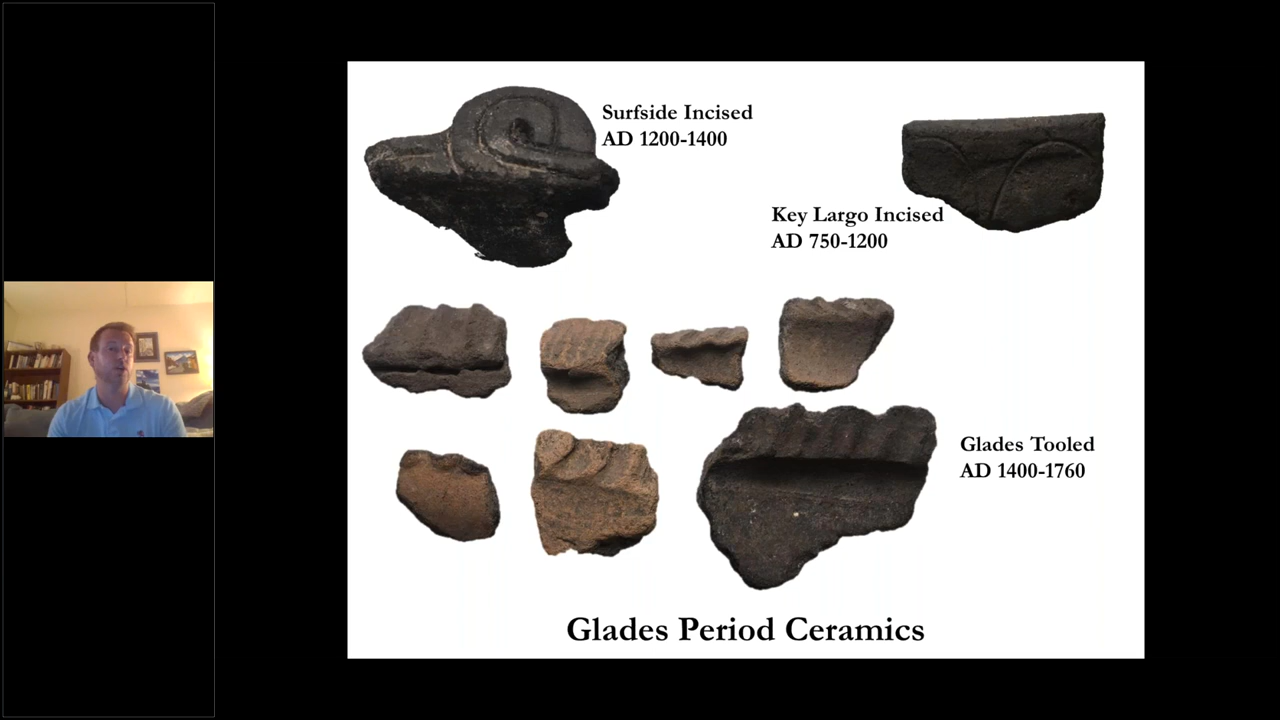 Surfside Incised
AD 1200-1400
Key Largo Incised
AD 750-1200
Glades Tooled
AD 1400-1760
Glades Period Ceramics